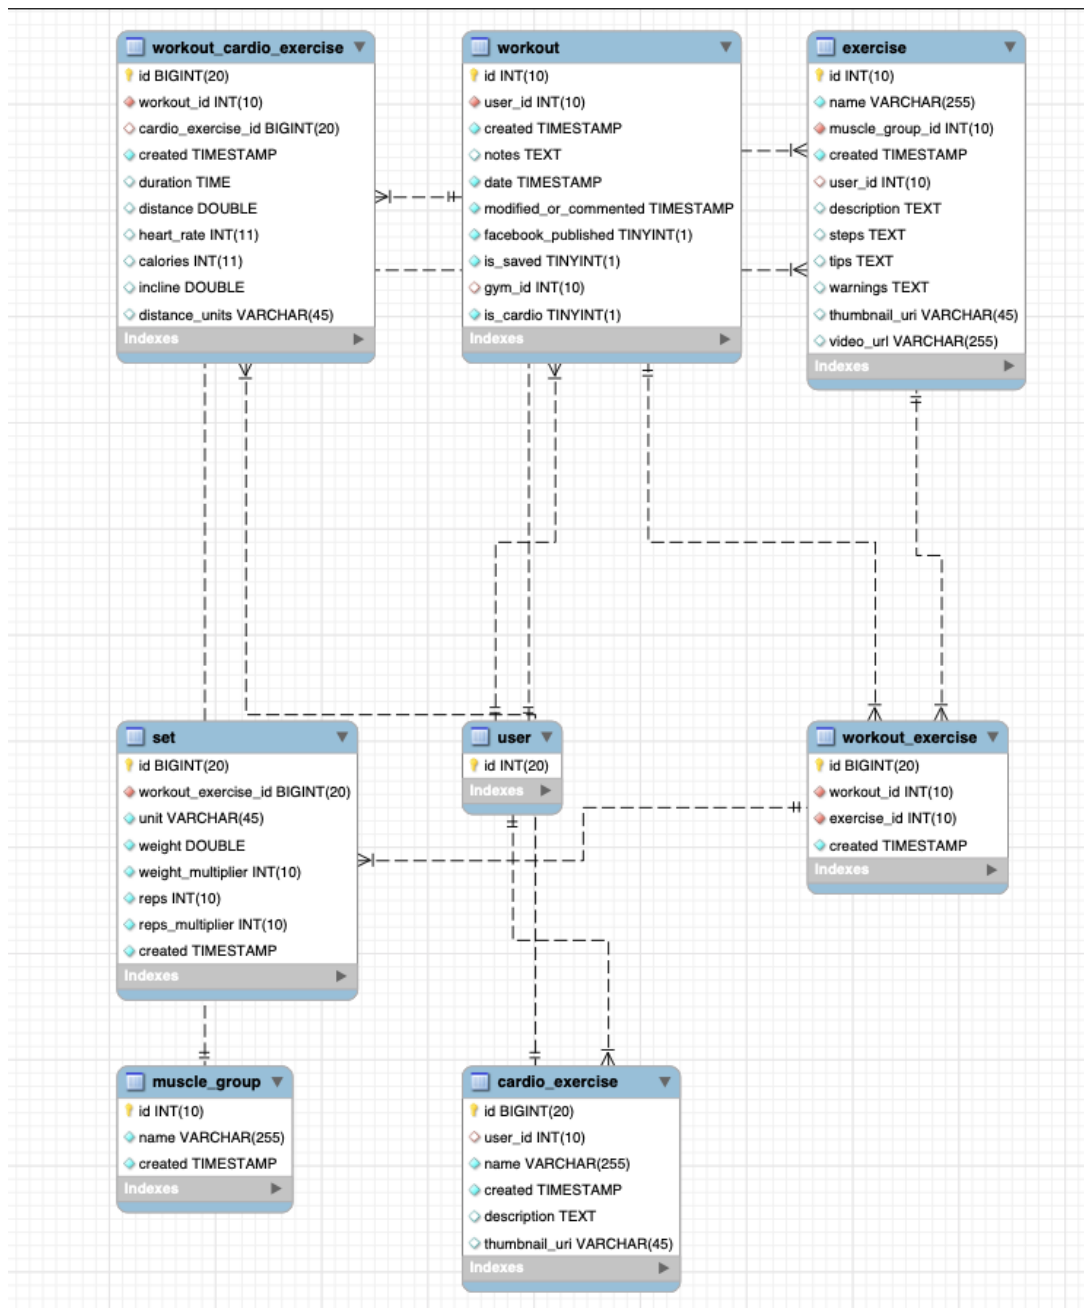 workout_cardio_exercise
id BIGINT(20)
workout_id INT(10)
cardio_exercise_id BIGINT(20)
created TIMESTAMP
duration TIME
distance DOUBLE
heart_rate INT(11)
calories INT(11)
incline DOUBLE
distance_units VARCHAR(45)
Indexes
workout
id INT(10)
user_id INT(10)
created TIMESTAMP
notes TEXT
date TIMESTAMP
modified_or_commented TIMESTAMP
facebook_published TINYINT(1)
is_saved TINYINT(1)
gym_id INT(10)
is_cardio TINYINT(1)
Indexes
exercise
id INT(10)
name VARCHAR(255)
muscle_group_id INT(10)
created TIMESTAMP
user_id INT(10)
description TEXT
steps TEXT
tips TEXT
warnings TEXT
thumbnail_uri VARCHAR(45)
video_url VARCHAR(255)
Indexes
set
id BIGINT(20)
workout_exercise_id BIGINT(20)
unit VARCHAR(45)
weight DOUBLE
weight_multiplier INT(10)
reps INT(10)
reps_multiplier INT(10)
created TIMESTAMP
Indexes
user
id INT(20)
Indexes
workout_exercise
id BIGINT(20)
workout_id INT(10)
exercise_id INT(10)
created TIMESTAMP
Indexes
muscle_group
id INT(10)
name VARCHAR(255)
created TIMESTAMP
Indexes
cardio_exercise
id BIGINT(20)
user_id INT(10)
name VARCHAR(255)
created TIMESTAMP
description TEXT
thumbnail_uri VARCHAR(45)
Indexes